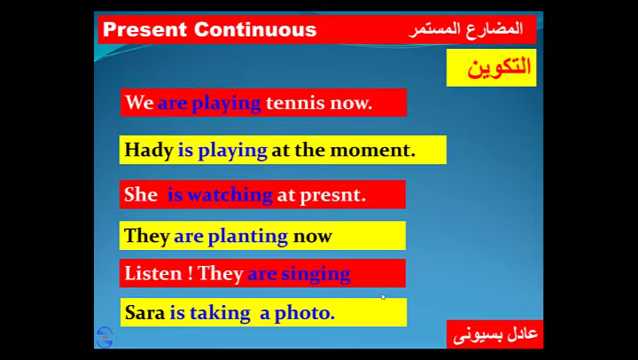 Present Continuous المضارع المستمر
التكوين
We are playing tennis now.
Hady is playing at the moment.
She is watching at presnt.
They are planting now
Listen ! They are singing
Sara is taking a photo.
عادل بسيونى